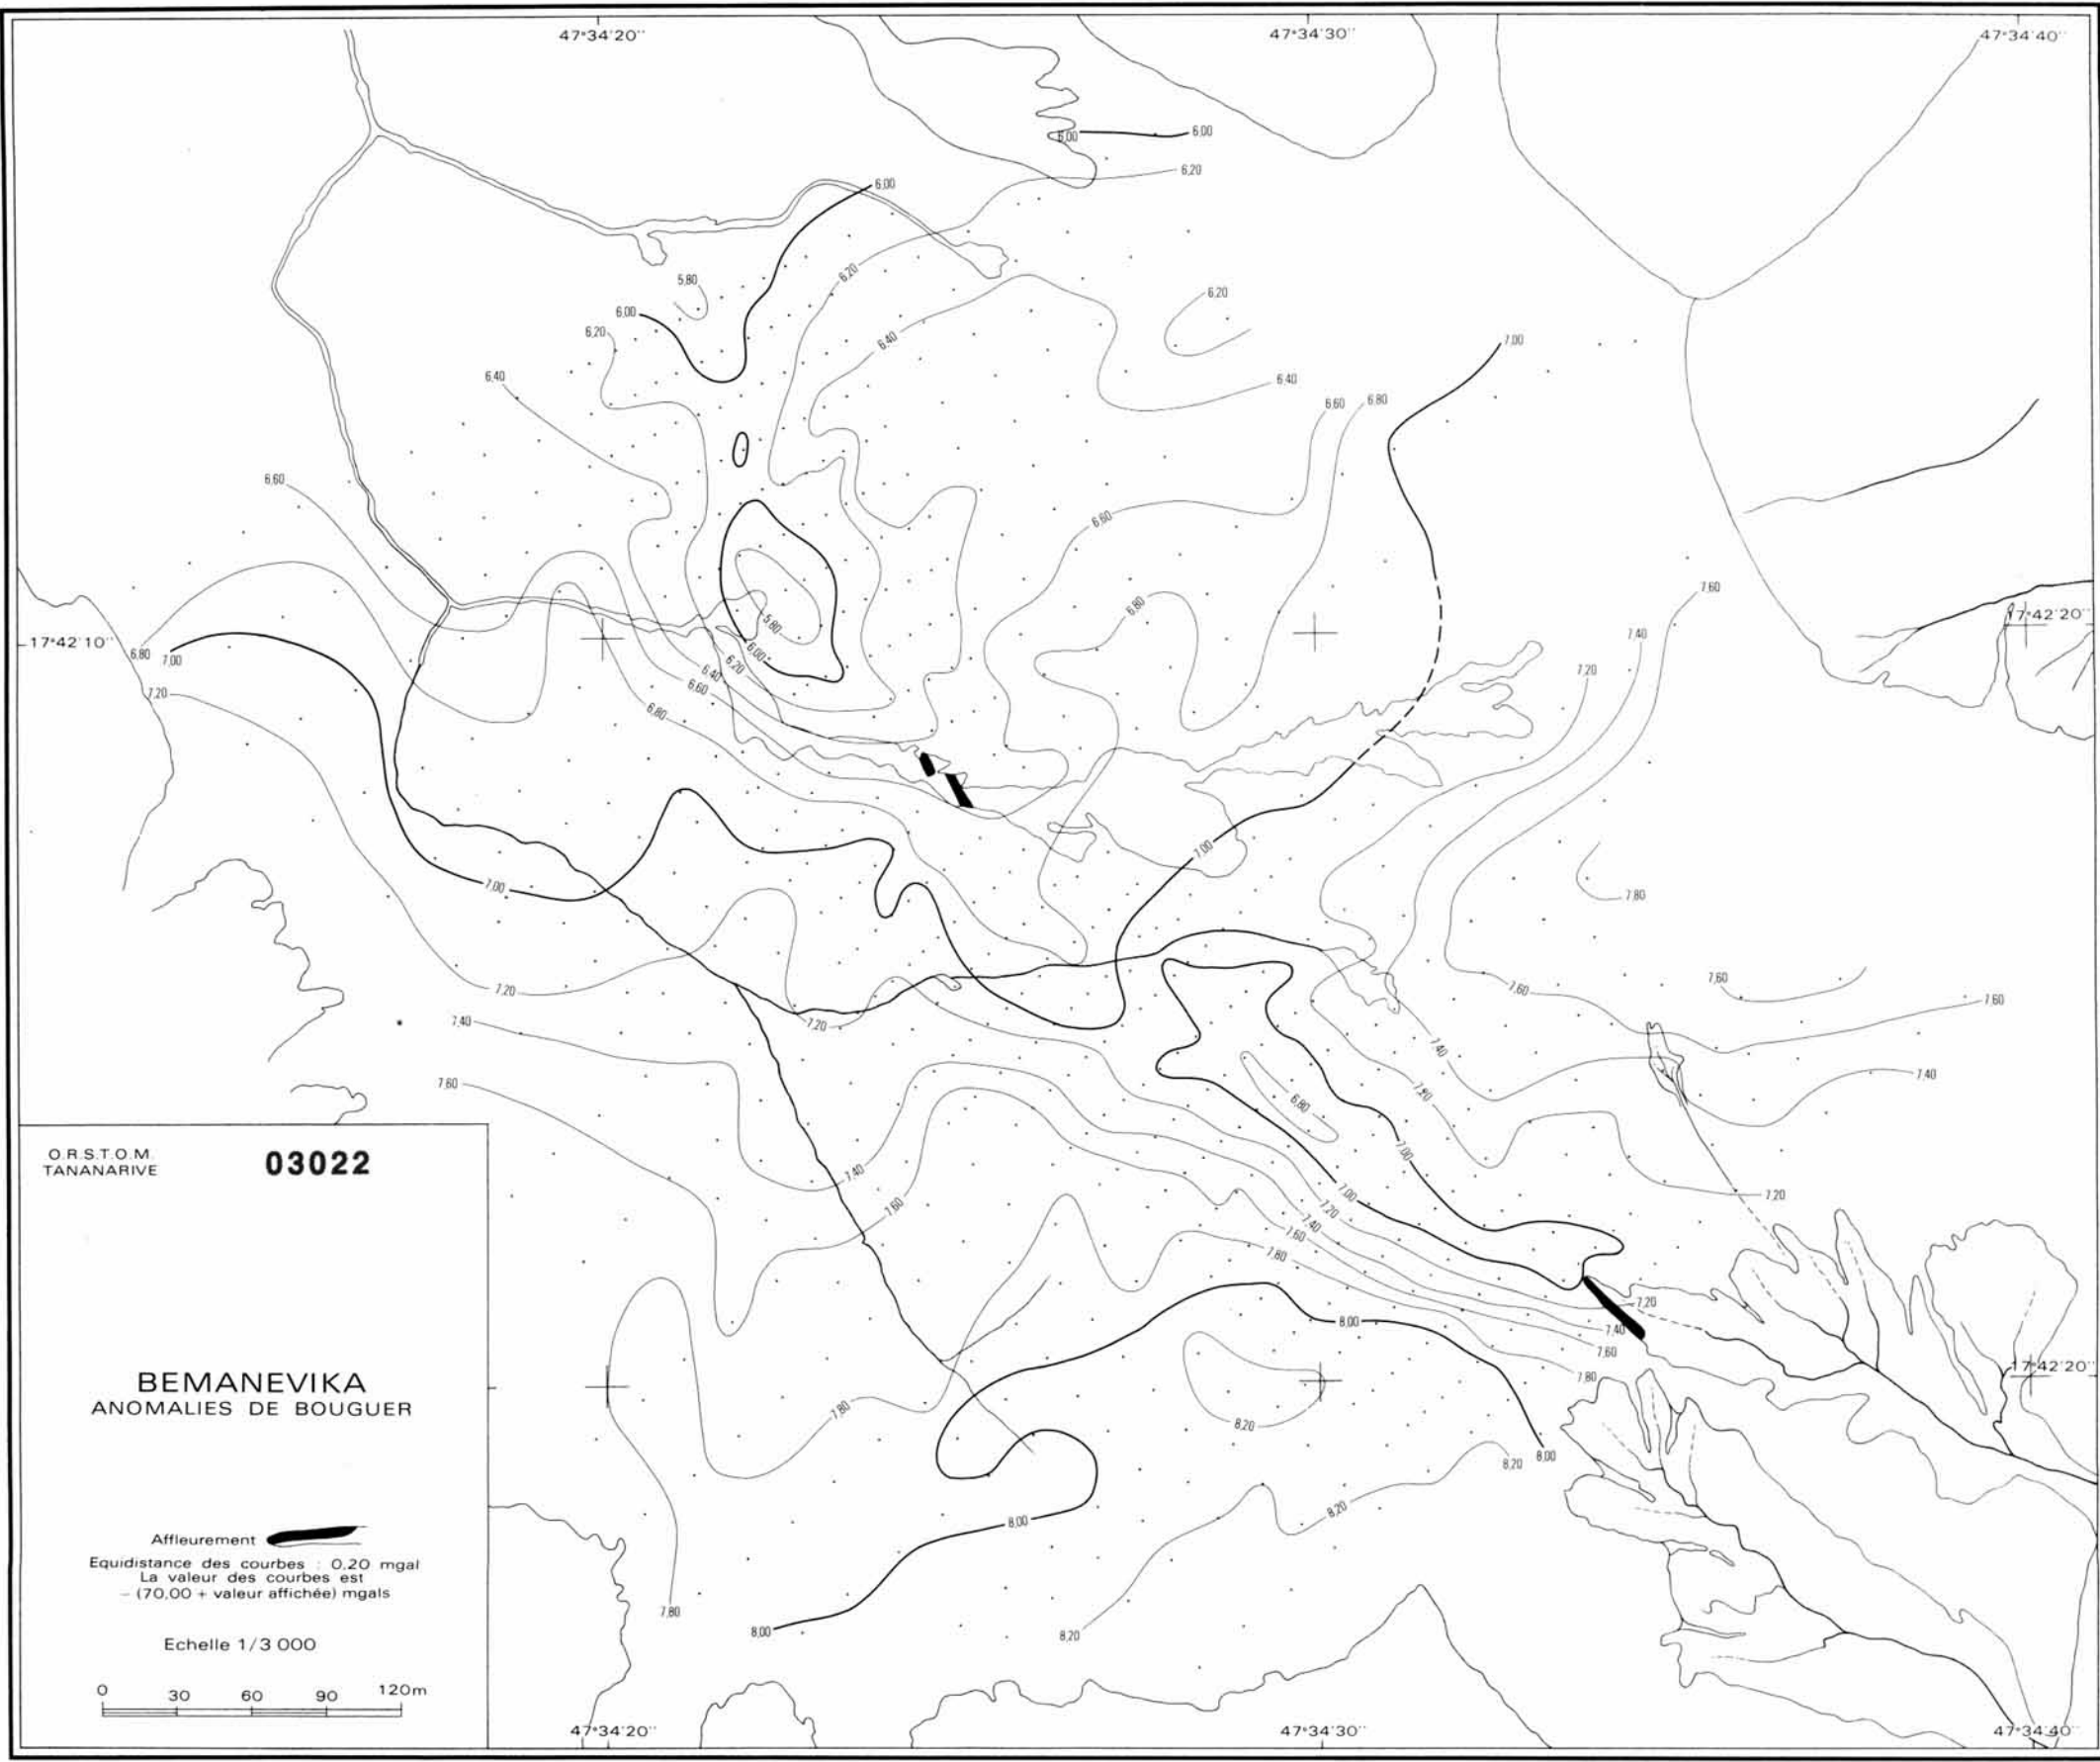 47°34'20'' 47°34'30'' 47°34'40''
6,00 6,00
6,20
6,00
5,80 6,20 6,20
6,00
6,20 6,40 7,00
6,40 6,40
6,60 6,80
6,60
6,60
7,60
6,80 5,80 7,40
17°42'10'' 17°42'20''
6,80 7,00 6,00 6,20 6,40 7,20
7,20 6,60 6,80
7,00
7,00 7,80
7,20 7,60 7,60 7,60
7,40 7,20 7,40
7,60 6,80 7,20 7,40
O.R.S.T.O.M. 03022
TANANARIVE
7,40 7,00
7,60 7,00 7,20 7,20
7,40 7,60
7,80
8,00 7,20
7,40
7,60
7,80
17°42'20''
BEMANEVIKA
ANOMALIES DE BOUGUER
7,80 8,20
8,20 8,00
8,00 8,20
Affleurement
Equidistance des courbes : 0,20 mgal
La valeur des courbes est
– (70,00 + valeur affichée) mgals
7,80
8,00 8,20
Echelle 1/3 000
0 30 60 90 120m
47°34'20'' 47°34'30'' 47°34'40''